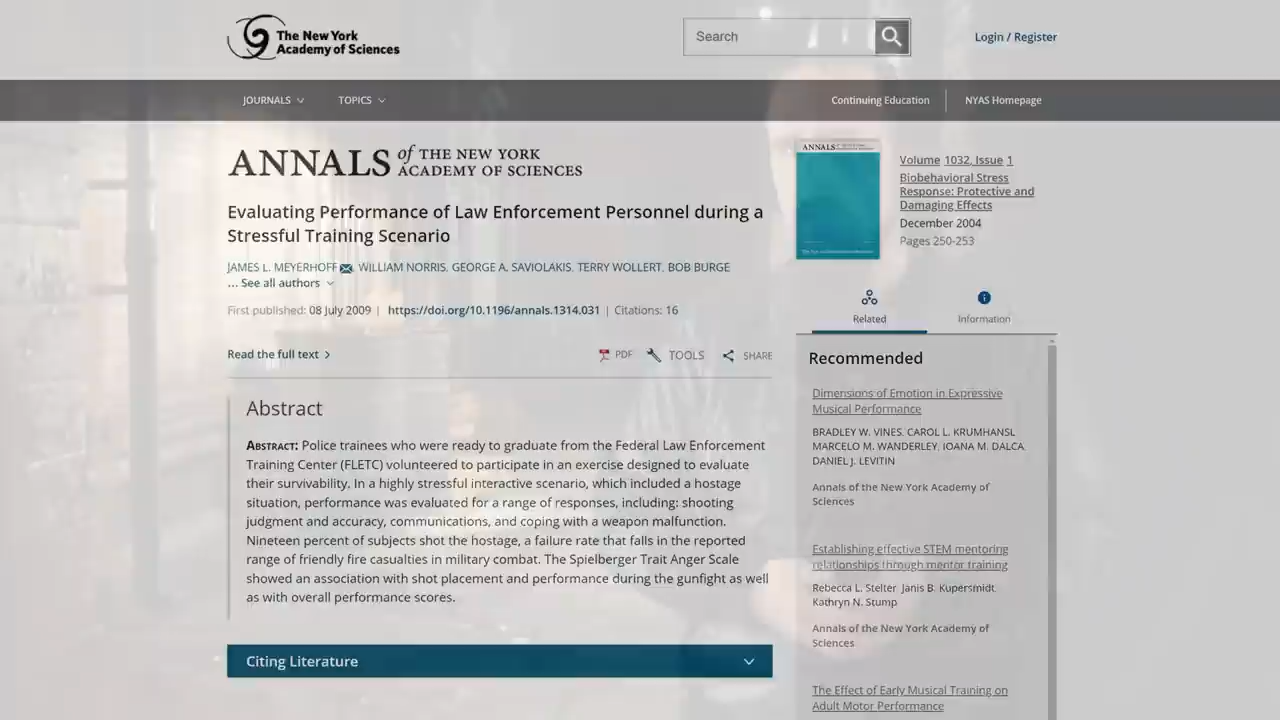 The New York
Academy of Sciences
Search
Login / Register
JOURNALS
TOPICS
Continuing Education
NYAS Homepage
ANNALS of THE NEW YORK
ACADEMY OF SCIENCES
Evaluating Performance of Law Enforcement Personnel during a
Stressful Training Scenario
JAMES L. MEYERHOFF, WILLIAM NORRIS, GEORGE A. SAVIOLAKIS, TERRY WOLLERT, BOB BURGE
... See all authors
First published: 08 July 2009 | https://doi.org/10.1196/annals.1314.031 | Citations: 16
Read the full text >
PDF
TOOLS
SHARE
Abstract
ABSTRACT: Police trainees who were ready to graduate from the Federal Law Enforcement
Training Center (FLETC) volunteered to participate in an exercise designed to evaluate
their survivability. In a highly stressful interactive scenario, which included a hostage
situation, performance was evaluated for a range of responses, including: shooting
judgment and accuracy, communications, and coping with a weapon malfunction.
Nineteen percent of subjects shot the hostage, a failure rate that falls in the reported
range of friendly fire casualties in military combat. The Spielberger Trait Anger Scale
showed an association with shot placement and performance during the gunfight as well
as with overall performance scores.
Citing Literature
ANNALS
Volume 1032, Issue 1
Biobehavioral Stress
Response: Protective and
Damaging Effects
December 2004
Pages 250-253
Related
Information
Recommended
Dimensions of Emotion in Expressive
Musical Performance
BRADLEY W. VINES, CAROL L. KRUMHANSL,
MARCELO M. WANDERLEY, IOANA M. DALCA,
DANIEL J. LEVITIN
Annals of the New York Academy of
Sciences
Establishing effective STEM mentoring
relationships through mentor training
Rebecca L. Stelter, Janis B. Kupersmidt,
Kathryn N. Stump
Annals of the New York Academy of
Sciences
The Effect of Early Musical Training on
Adult Motor Performance